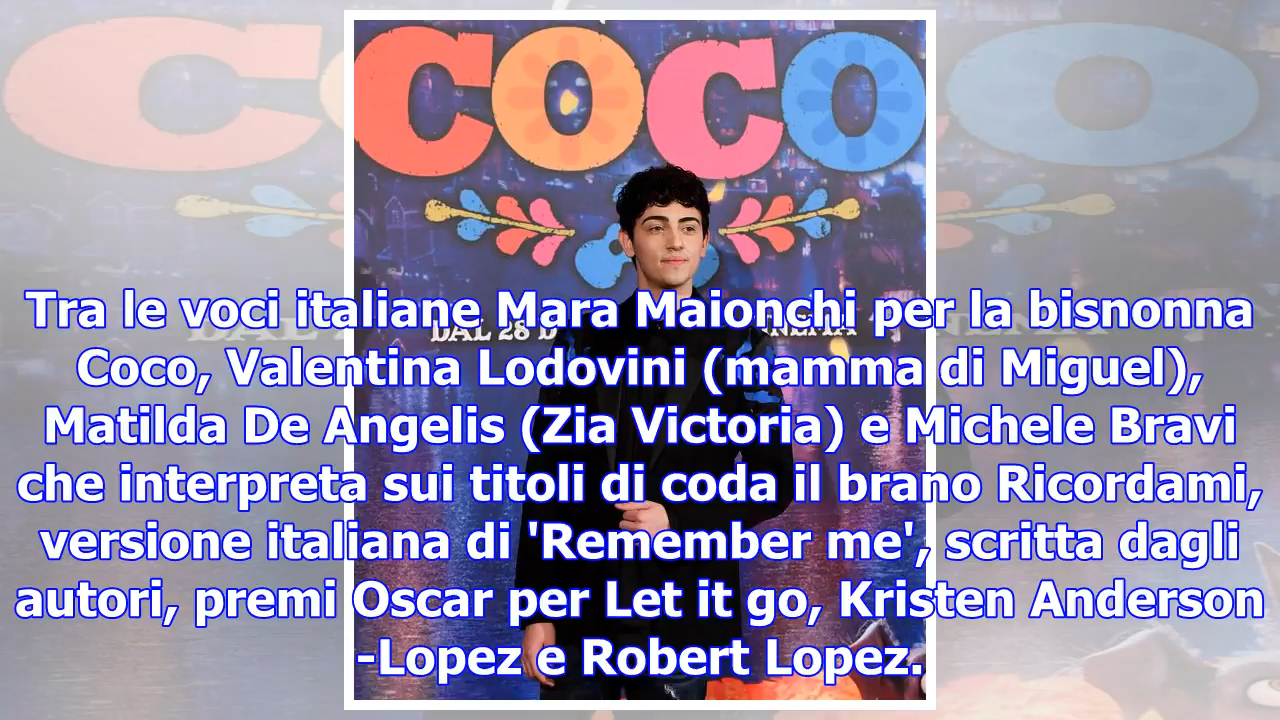 COCO
Tra le voci italiane Mara Maionchi per la bisnonna
DAL 28 D
Coco, Valentina Lodovini (mamma di Miguel),
Matilda De Angelis (Zia Victoria) e Michele Bravi
che interpreta sui titoli di coda il brano Ricordami,
versione italiana di 'Remember me', scritta dagli
autori, premi Oscar per Let it go, Kristen Anderson
-Lopez e Robert Lopez.